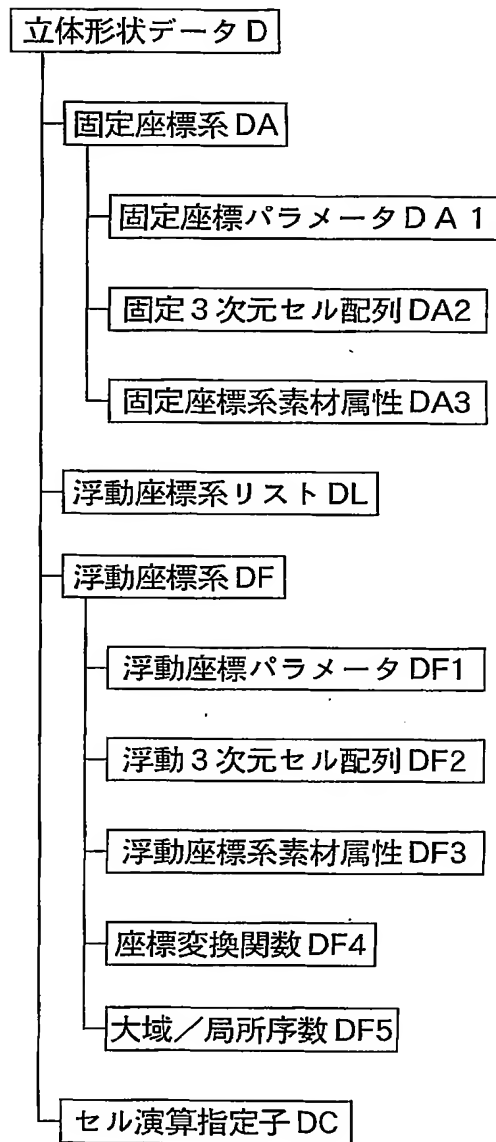 立体形状データD
固定座標系DA
固定座標パラメータDA1
固定3次元セル配列DA2
固定座標系素材属性DA3
浮動座標系リストDL
浮動座標系DF
浮動座標パラメータDF1
浮動3次元セル配列DF2
浮動座標系素材属性DF3
座標変換関数DF4
大域／局所序数DF5
セル演算指定子DC